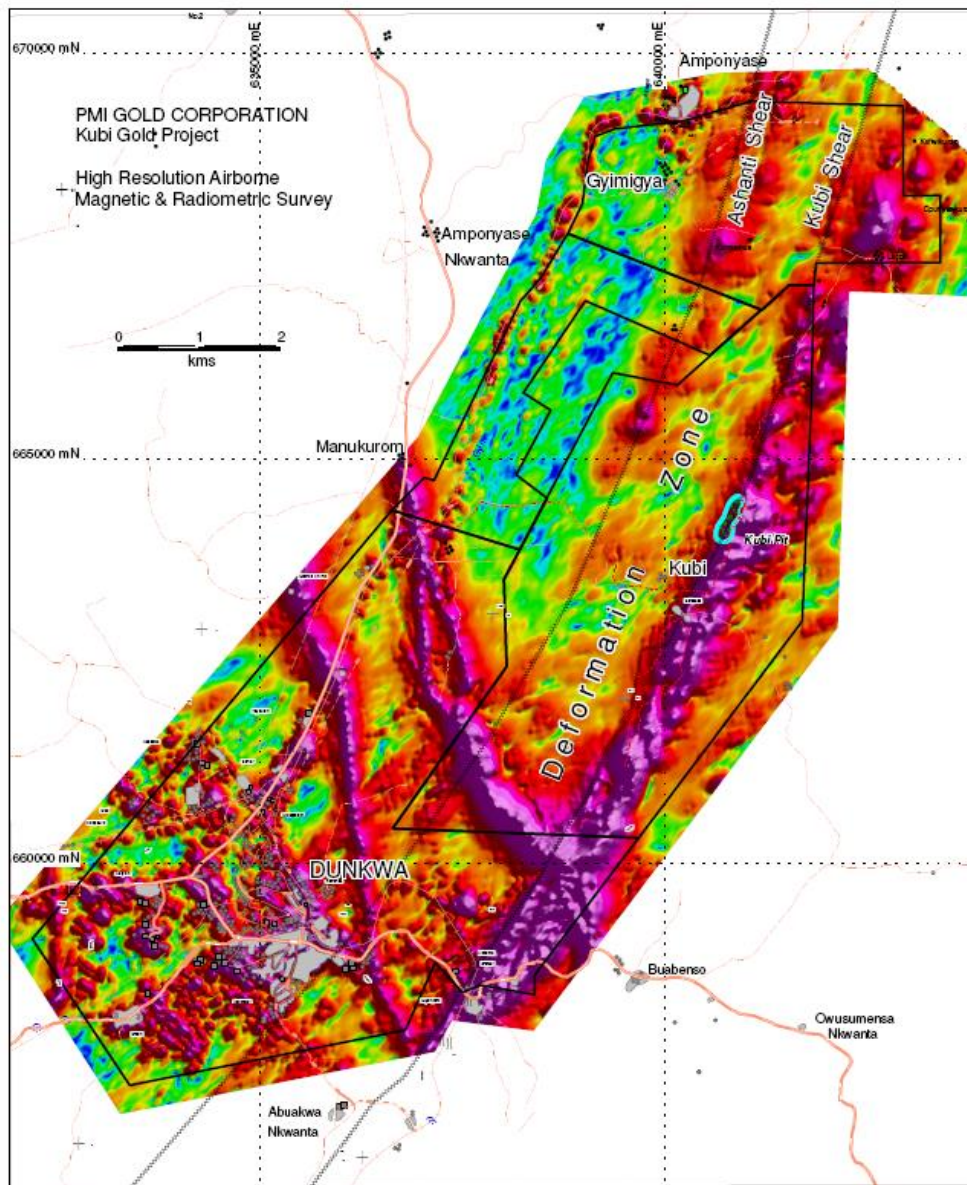 No.2
670000 mN
635000 mE
640000 mE
Amponyase
PMI GOLD CORPORATION
Kubi Gold Project
High Resolution Airborne
Magnetic & Radiometric Survey
Gyimigya
Ashanti Shear
Kubi Shear
Amponyase
Nkwanta
0 1 2
kms
Manukurom
665000 mN
Zone
Kubi Pit
Kubi
Deformation
660000 mN
DUNKWA
Buabenso
Owusumensa
Nkwanta
Abuakwa
Nkwanta